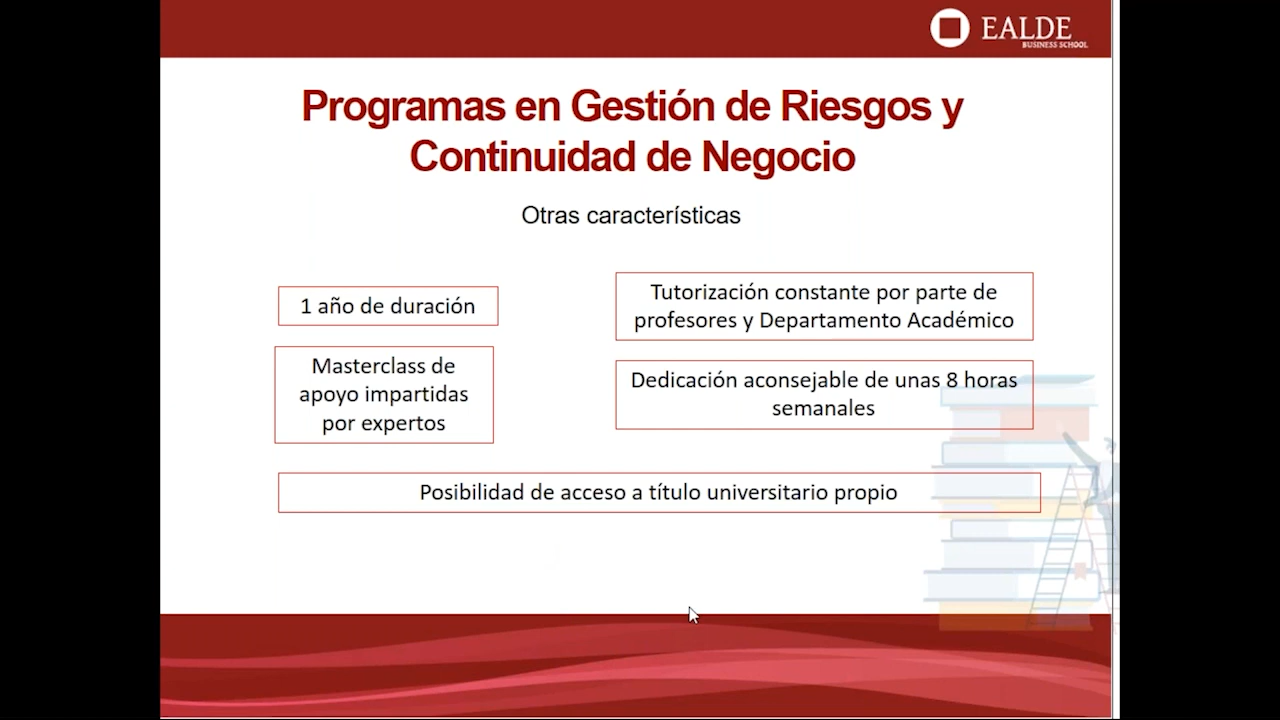 EALDE
BUSINESS SCHOOL
Programas en Gestión de Riesgos y
Continuidad de Negocio
Otras características
1 año de duración
Tutorización constante por parte de
profesores y Departamento Académico
Masterclass de
apoyo impartidas
por expertos
Dedicación aconsejable de unas 8 horas
semanales
Posibilidad de acceso a título universitario propio